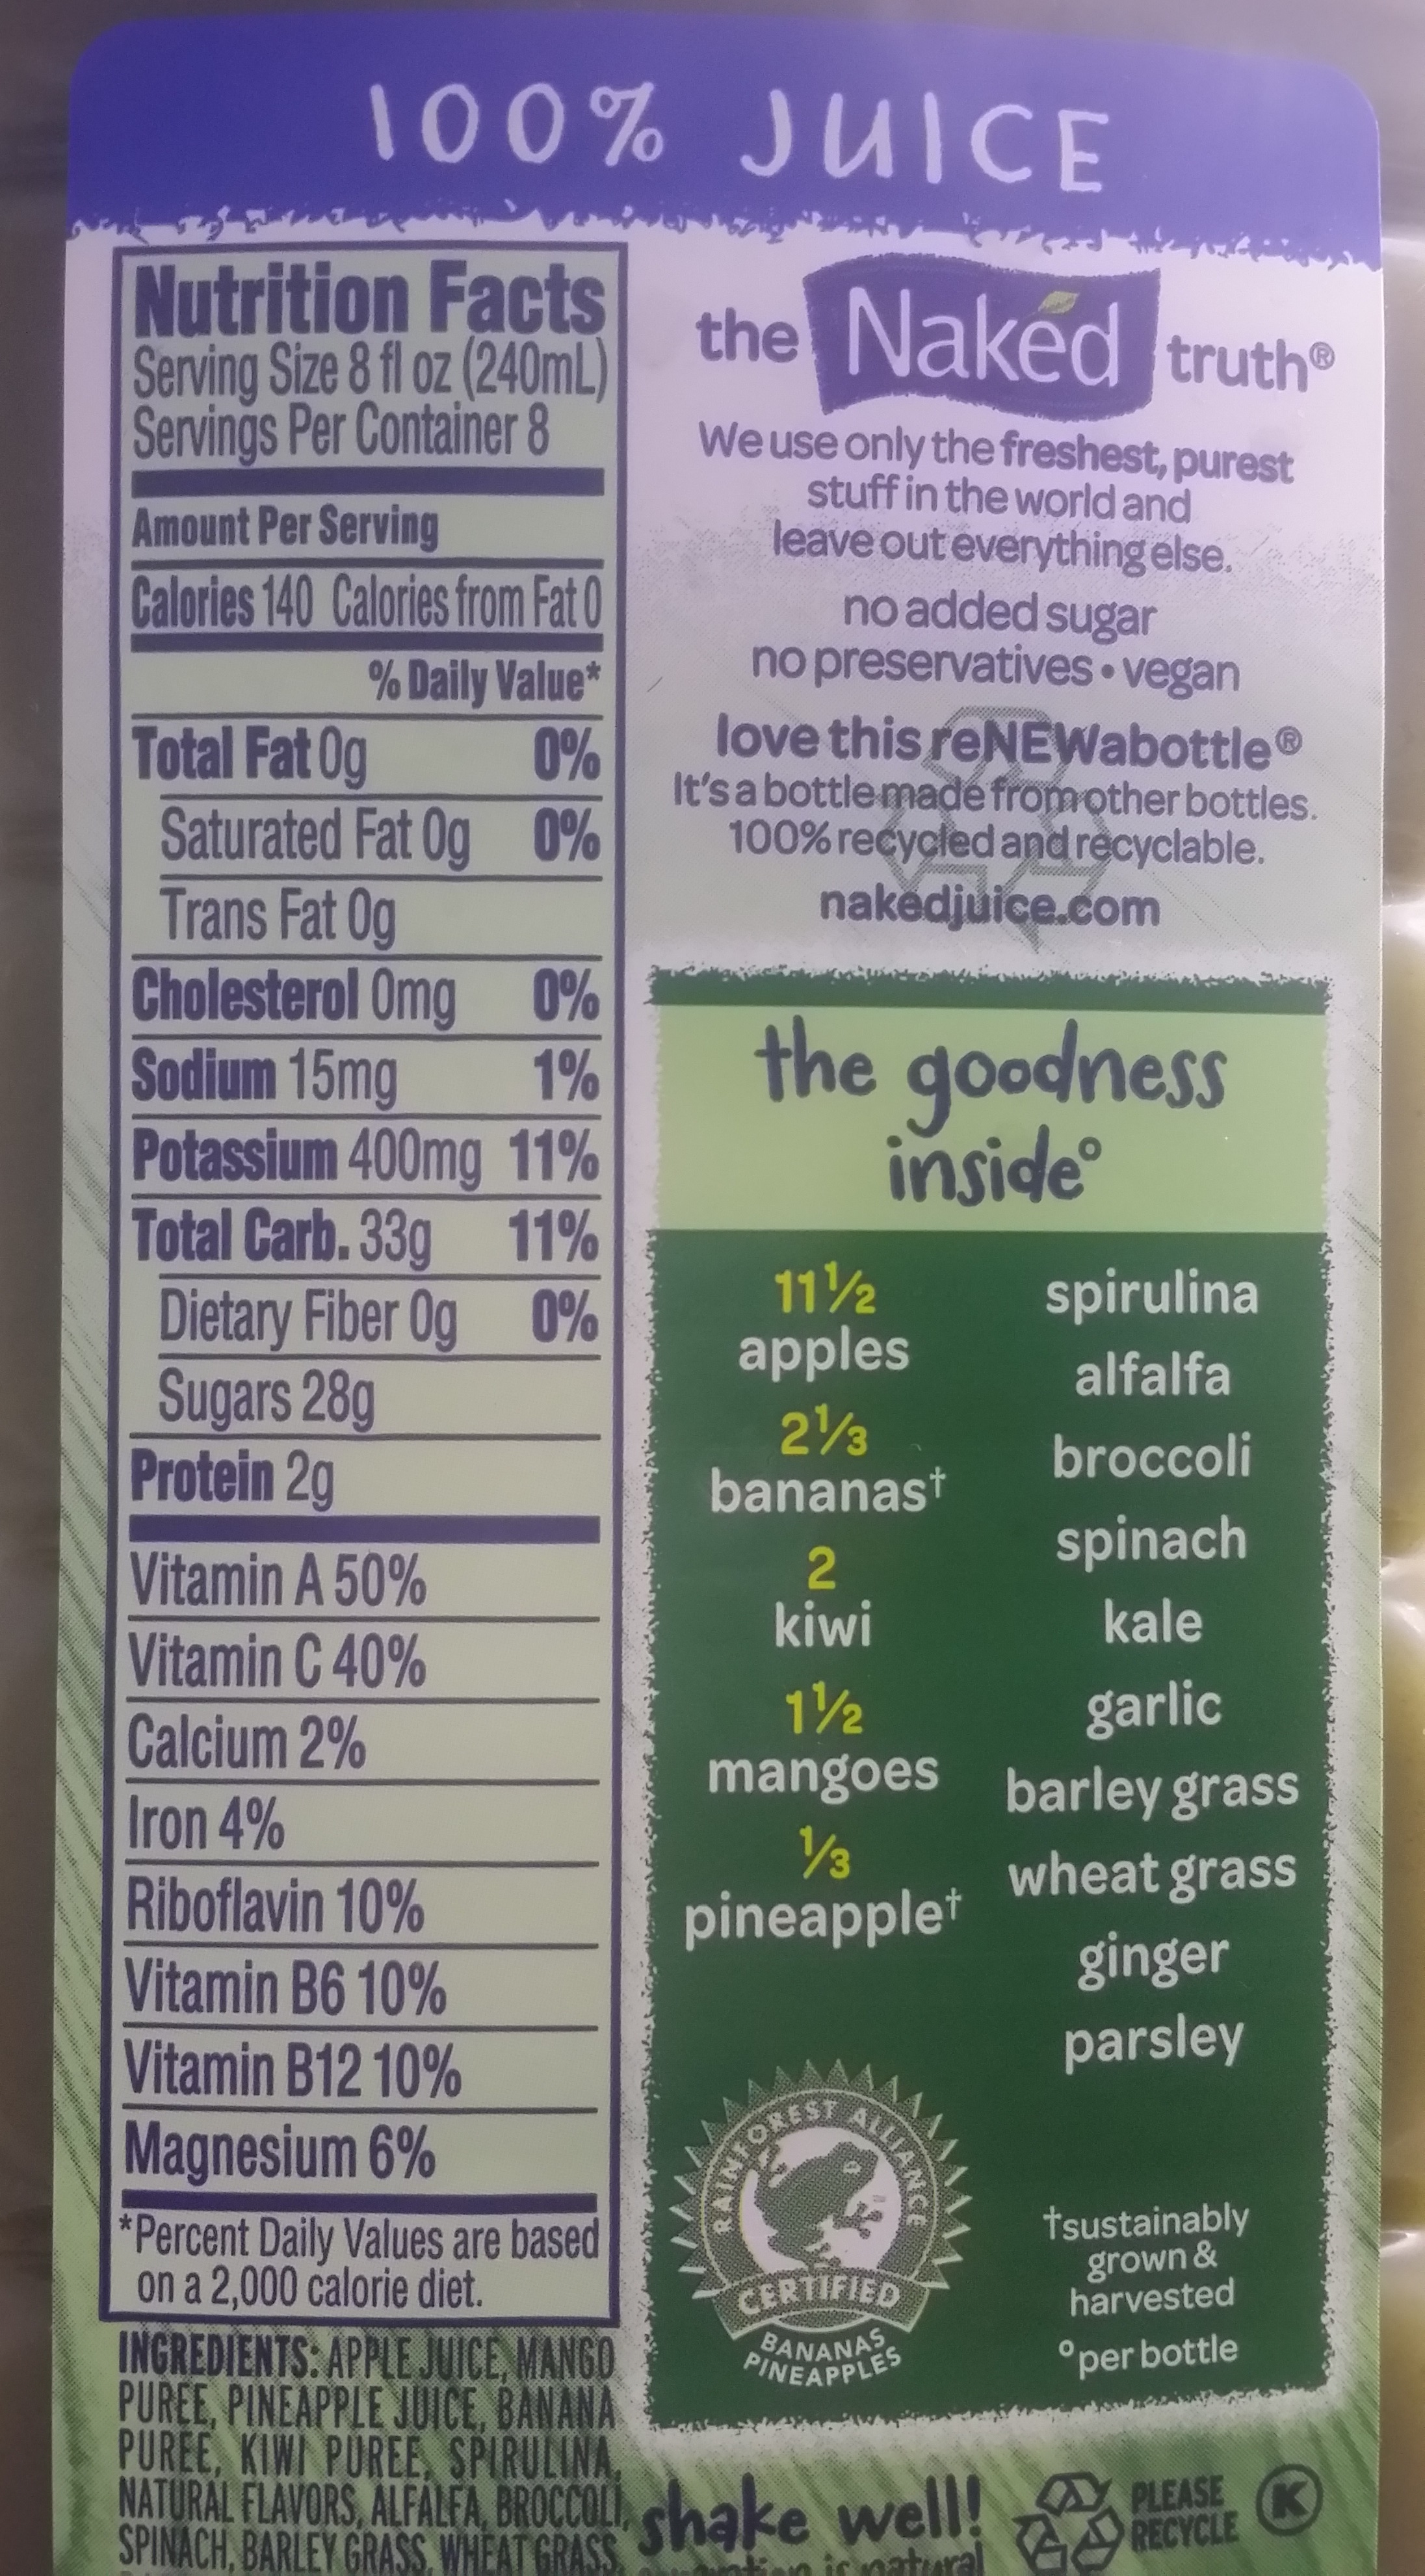 100% JUICE
Nutrition Facts
Serving Size 8 fl oz (240mL)
Servings Per Container 8
Amount Per Serving
Calories 140 Calories from Fat 0
% Daily Value*
Total Fat 0g 0%
Saturated Fat 0g 0%
Trans Fat 0g
Cholesterol 0mg 0%
Sodium 15mg 1%
Potassium 400mg 11%
Total Carb. 33g 11%
Dietary Fiber 0g 0%
Sugars 28g
Protein 2g
Vitamin A 50%
Vitamin C 40%
Calcium 2%
Iron 4%
Riboflavin 10%
Vitamin B6 10%
Vitamin B12 10%
Magnesium 6%
*Percent Daily Values are based
on a 2,000 calorie diet.
INGREDIENTS: APPLE JUICE, MANGO
PUREE, PINEAPPLE JUICE, BANANA
PUREE, KIWI PUREE, SPIRULINA,
NATURAL FLAVORS, ALFALFA, BROCCOLI,
SPINACH, BARLEY GRASS, WHEAT GRASS,
the Naked truth®
We use only the freshest, purest
stuff in the world and
leave out everything else.
no added sugar
no preservatives • vegan
love this reNEWabottle®
It's a bottle made from other bottles.
100% recycled and recyclable.
nakedjuice.com
the goodness
inside°
11½
apples
2⅓
bananas†
2
kiwi
1½
mangoes
⅓
pineapple†
spirulina
alfalfa
broccoli
spinach
kale
garlic
barley grass
wheat grass
ginger
parsley
RAINFOREST ALLIANCE
CERTIFIED
BANANAS
PINEAPPLES
†sustainably
grown &
harvested
°per bottle
shake well!
PLEASE
RECYCLE
K
is natural